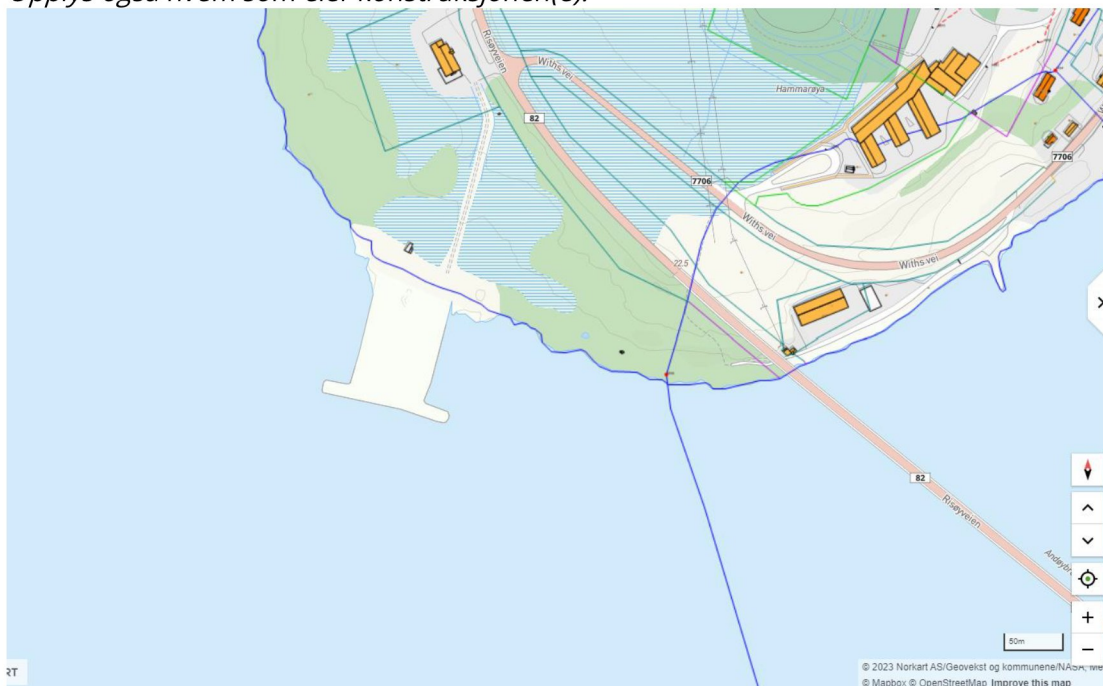 Opplys også hvem som eier konstruksjonen(e).
Risøyveien
Withs vei
Hammarøya
82
7706
7706
Withs vei
Withs vei
22.5
82
Risøyveien
50m
© 2023 Norkart AS/Geovekst og kommunene/NASA,
© Mapbox © OpenStreetMap Improve this map